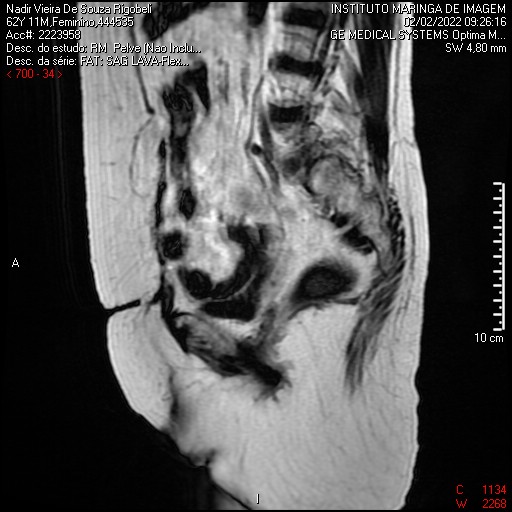 Nadir Vieira De Souza Rigobeli
62Y 11M,Feminino,444535
Acc#: 2223958
Desc. do estudo: RM Pelve (Não Inclu...
Desc. da série: FAT: SAG LAVA-Flex...
< 700 - 34 >
INSTITUTO MARINGA DE IMAGEM
02/02/2022 09:26:16
GE MEDICAL SYSTEMS Optima M...
SW 4,80 mm
A
10 cm
I
C 1134
W 2268